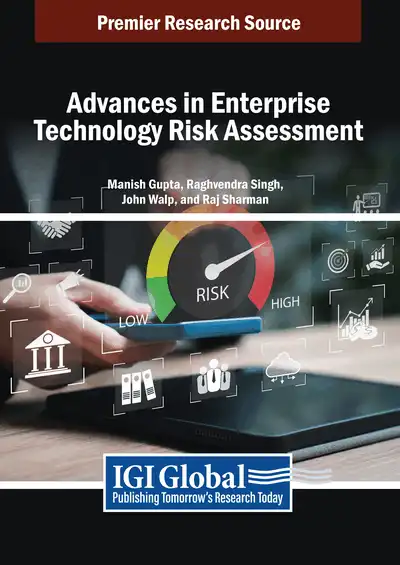 Premier Research Source
Advances in Enterprise
Technology Risk Assessment
Manish Gupta, Raghvendra Singh,
John Walp, and Raj Sharman
RISK
LOW
HIGH
IGI Global
Publishing Tomorrow's Research Today